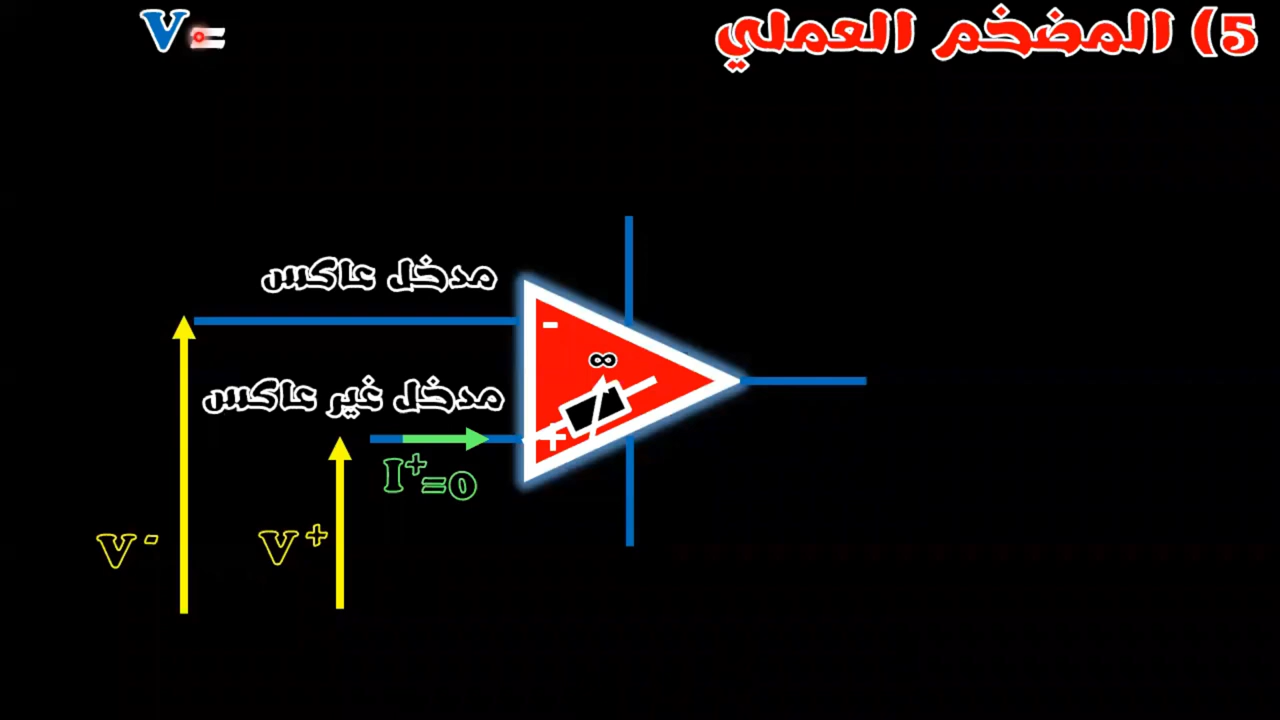 5) المضخم العملي
V=
مدخل عاكس
-
∞
مدخل غير عاكس
+
I⁺=0
V⁻
V⁺